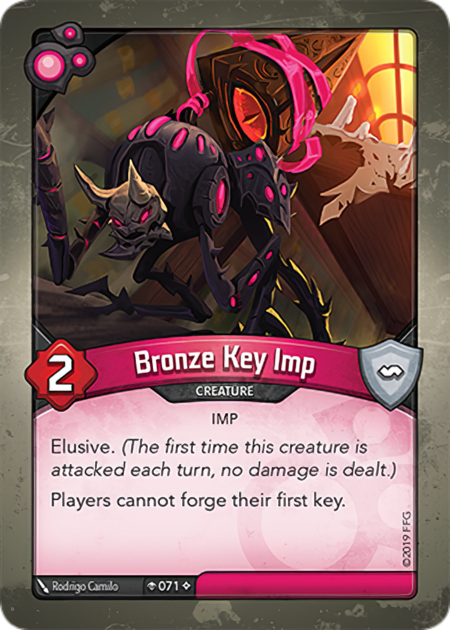 Bronze Key Imp
2
CREATURE
IMP
Elusive. (The first time this creature is
attacked each turn, no damage is dealt.)
Players cannot forge their first key.
©2019 FFG
Rodrigo Camilo
071